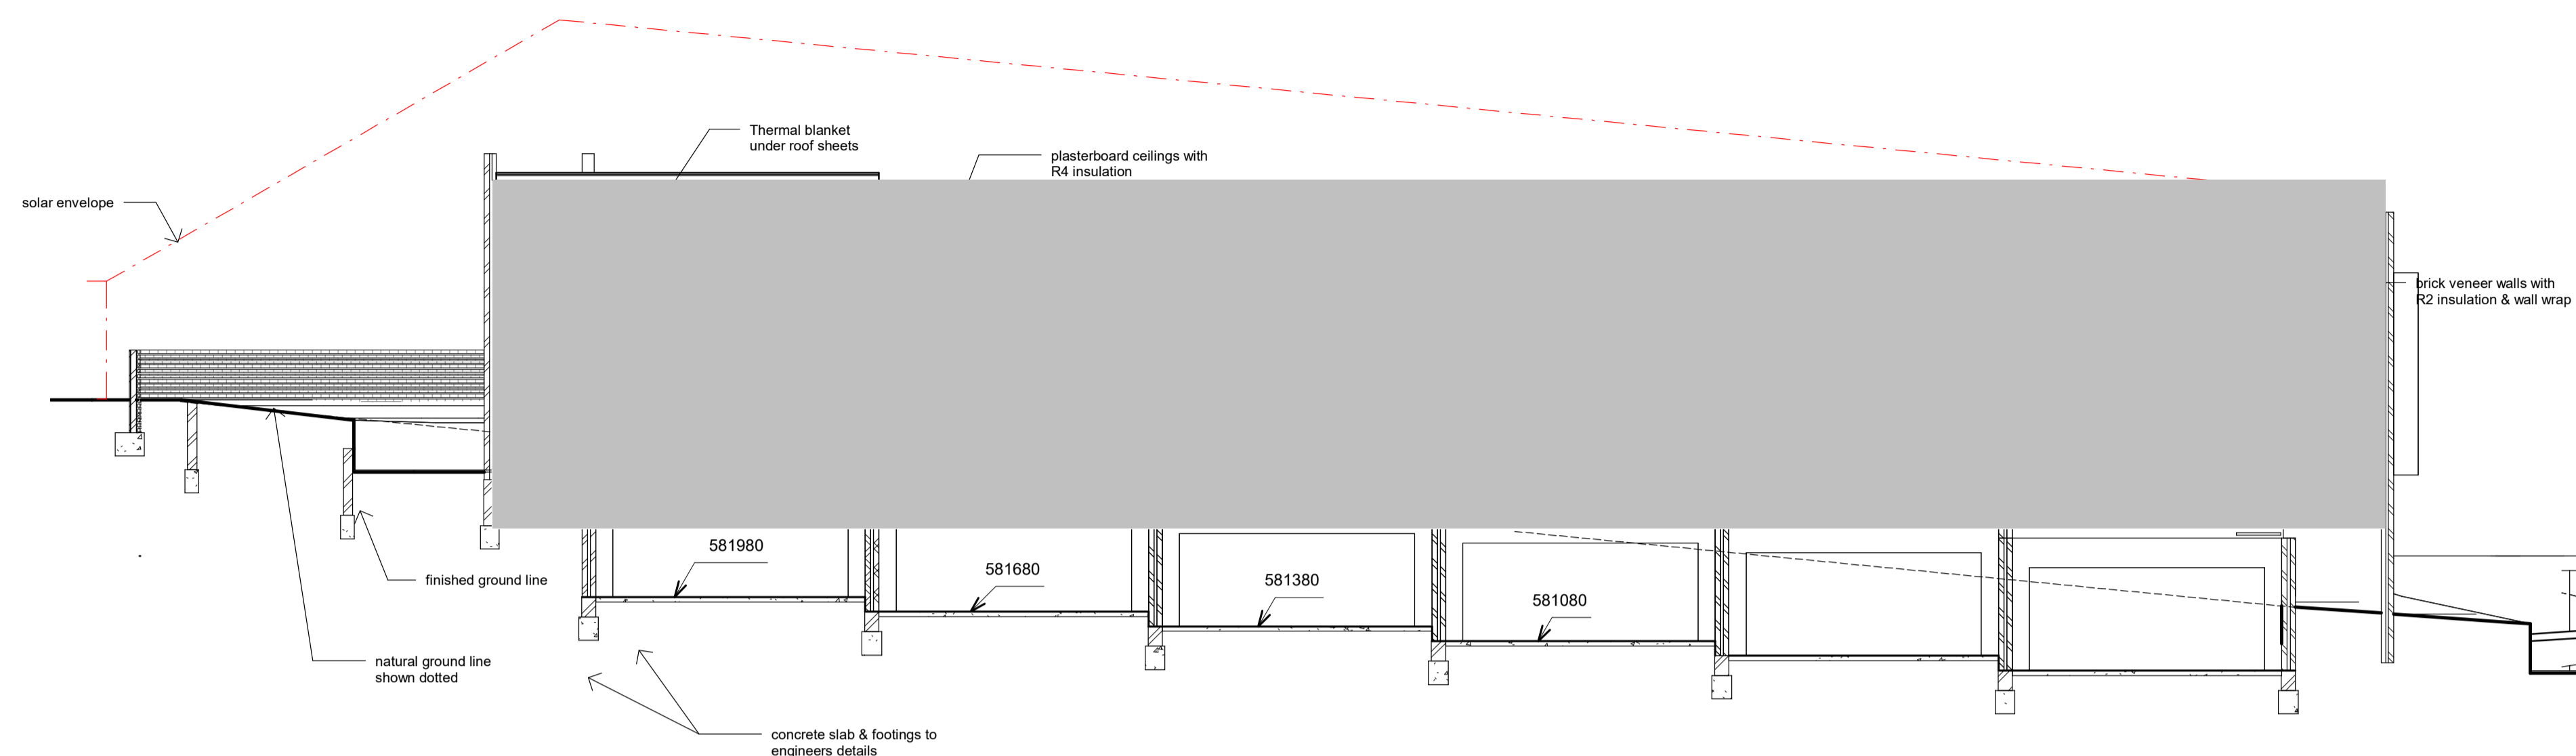 Thermal blanket
under roof sheets
plasterboard ceilings with
R4 insulation
solar envelope
brick veneer walls with
R2 insulation & wall wrap
581980
581680
581380
581080
finished ground line
natural ground line
shown dotted
concrete slab & footings to
engineers details